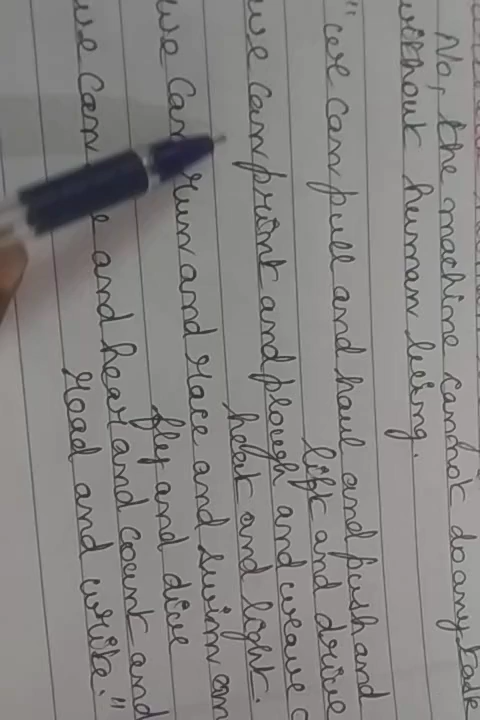 No, the machine cannot do any task
without human being.
"we can pull and haul and push and
lift and drive
we can print and plough and weave
heat and light.
we can run and race and swim
fly and dive
we can and hear and count and
read and write."